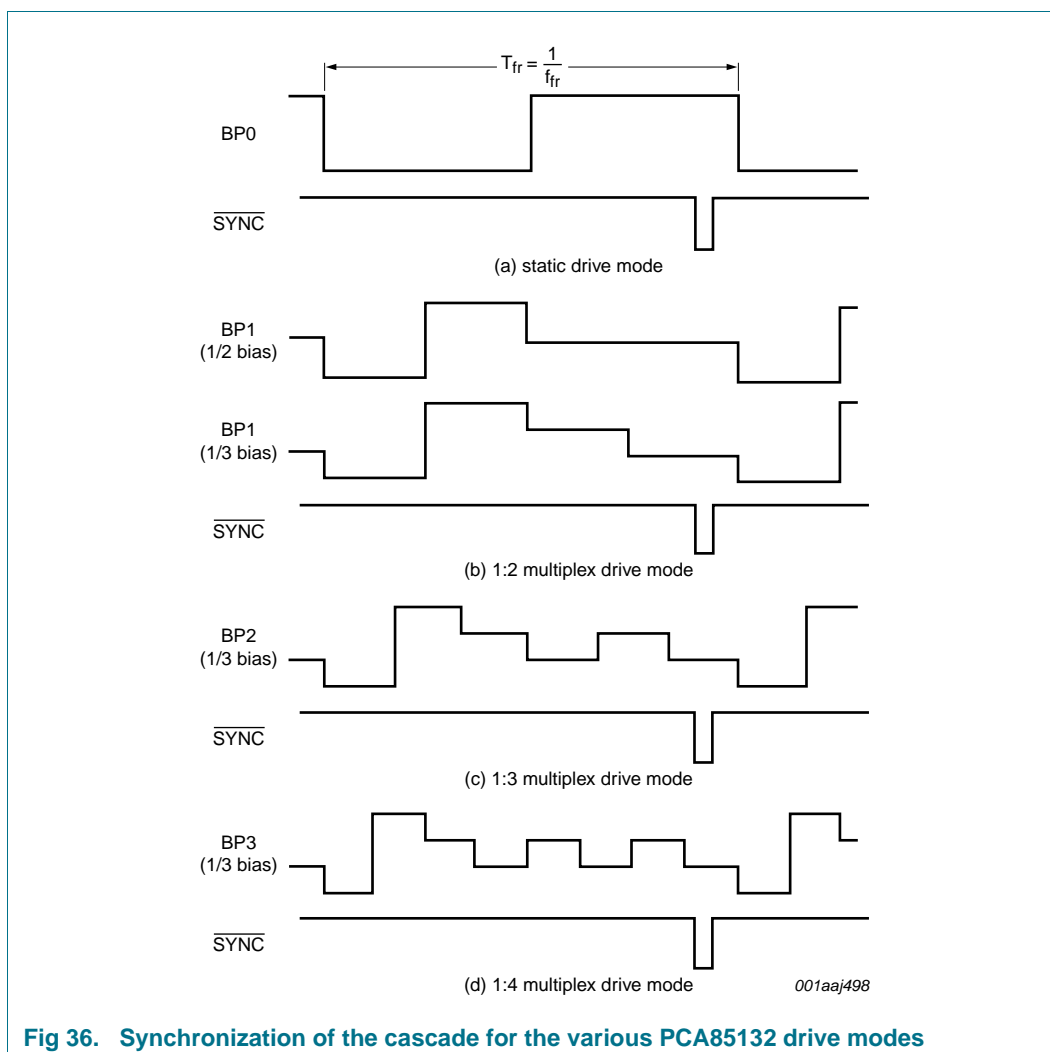 T_fr = 1/f_fr
BP0
SYNC
(a) static drive mode
BP1
(1/2 bias)
BP1
(1/3 bias)
SYNC
(b) 1:2 multiplex drive mode
BP2
(1/3 bias)
SYNC
(c) 1:3 multiplex drive mode
BP3
(1/3 bias)
SYNC
(d) 1:4 multiplex drive mode
001aaj498
Fig 36. Synchronization of the cascade for the various PCA85132 drive modes